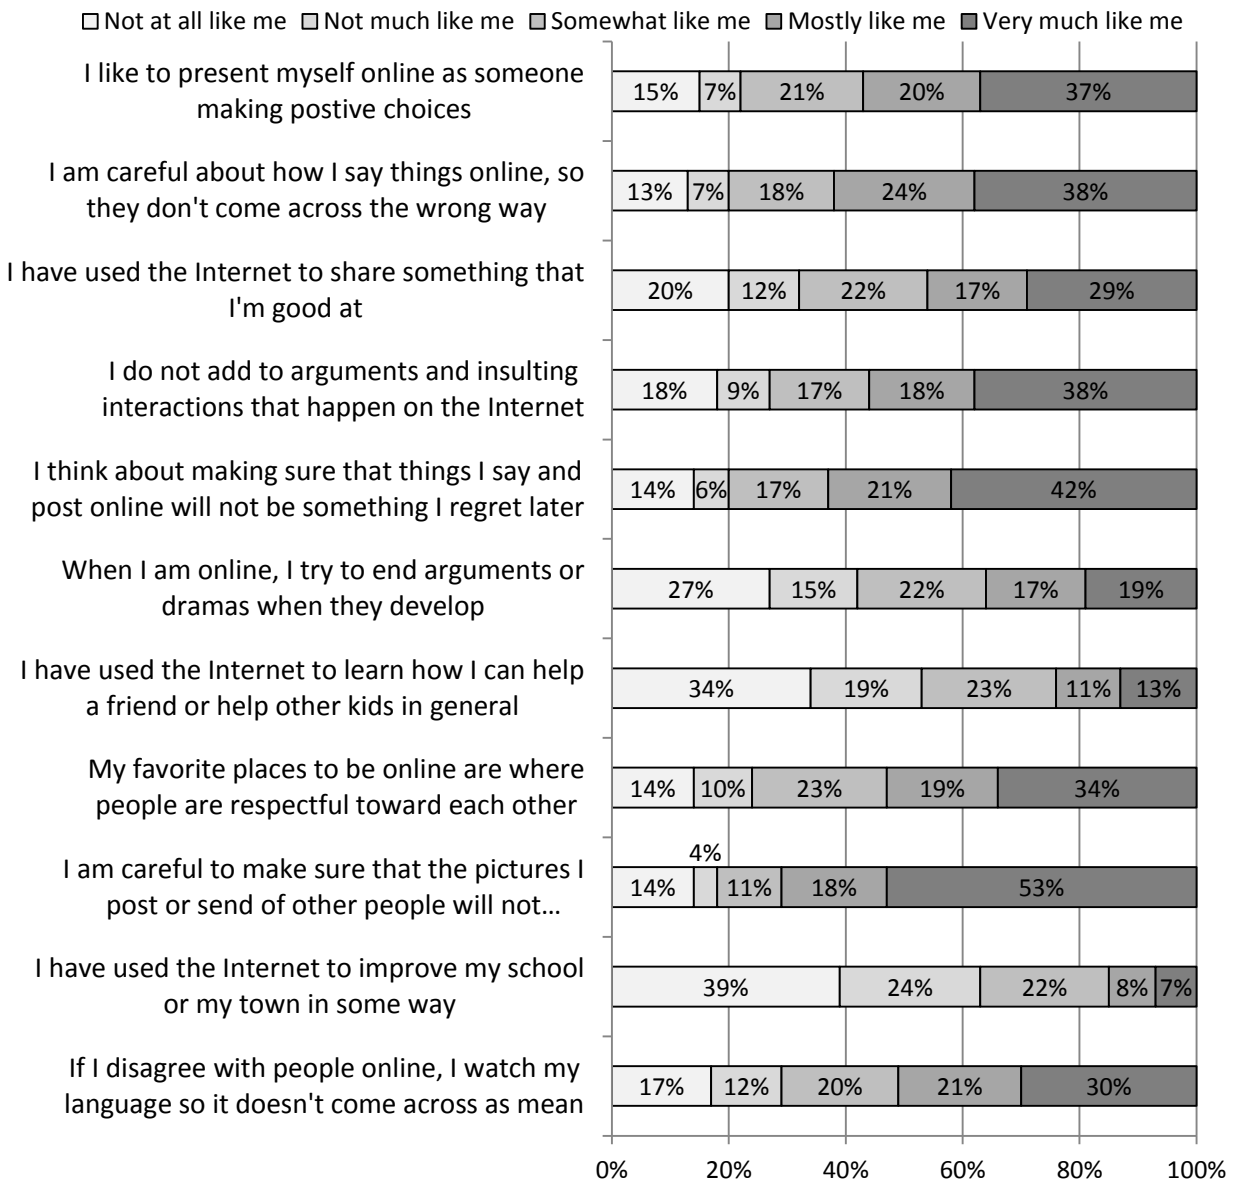 Not at all like me Not much like me Somewhat like me Mostly like me Very much like me
I like to present myself online as someone
making postive choices
15% 7% 21% 20% 37%
I am careful about how I say things online, so
they don't come across the wrong way
13% 7% 18% 24% 38%
I have used the Internet to share something that
I'm good at
20% 12% 22% 17% 29%
I do not add to arguments and insulting
interactions that happen on the Internet
18% 9% 17% 18% 38%
I think about making sure that things I say and
post online will not be something I regret later
14% 6% 17% 21% 42%
When I am online, I try to end arguments or
dramas when they develop
27% 15% 22% 17% 19%
I have used the Internet to learn how I can help
a friend or help other kids in general
34% 19% 23% 11% 13%
My favorite places to be online are where
people are respectful toward each other
14% 10% 23% 19% 34%
I am careful to make sure that the pictures I
post or send of other people will not...
4%
14% 11% 18% 53%
I have used the Internet to improve my school
or my town in some way
39% 24% 22% 8% 7%
If I disagree with people online, I watch my
language so it doesn't come across as mean
17% 12% 20% 21% 30%
0% 20% 40% 60% 80% 100%